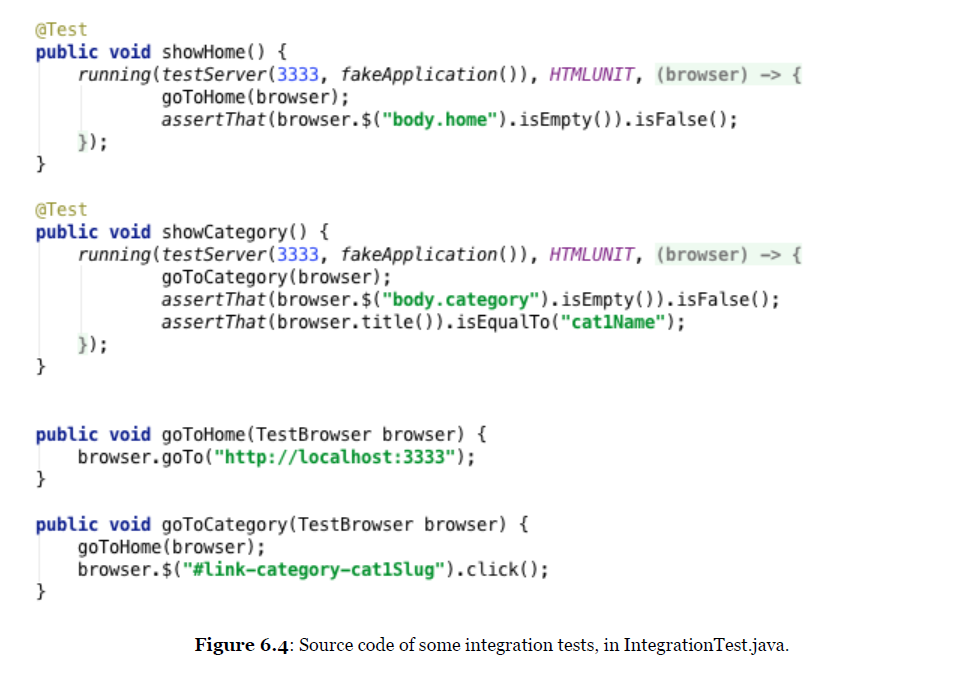 @Test
public void showHome() {
    running(testServer(3333, fakeApplication()), HTMLUNIT, (browser) -> {
            goToHome(browser);
            assertThat(browser.$("body.home").isEmpty()).isFalse();
    });
}

@Test
public void showCategory() {
    running(testServer(3333, fakeApplication()), HTMLUNIT, (browser) -> {
            goToCategory(browser);
            assertThat(browser.$("body.category").isEmpty()).isFalse();
            assertThat(browser.title()).isEqualTo("cat1Name");
    });
}

public void goToHome(TestBrowser browser) {
    browser.goTo("http://localhost:3333");
}

public void goToCategory(TestBrowser browser) {
    goToHome(browser);
    browser.$("#link-category-cat1Slug").click();
}

Figure 6.4: Source code of some integration tests, in IntegrationTest.java.